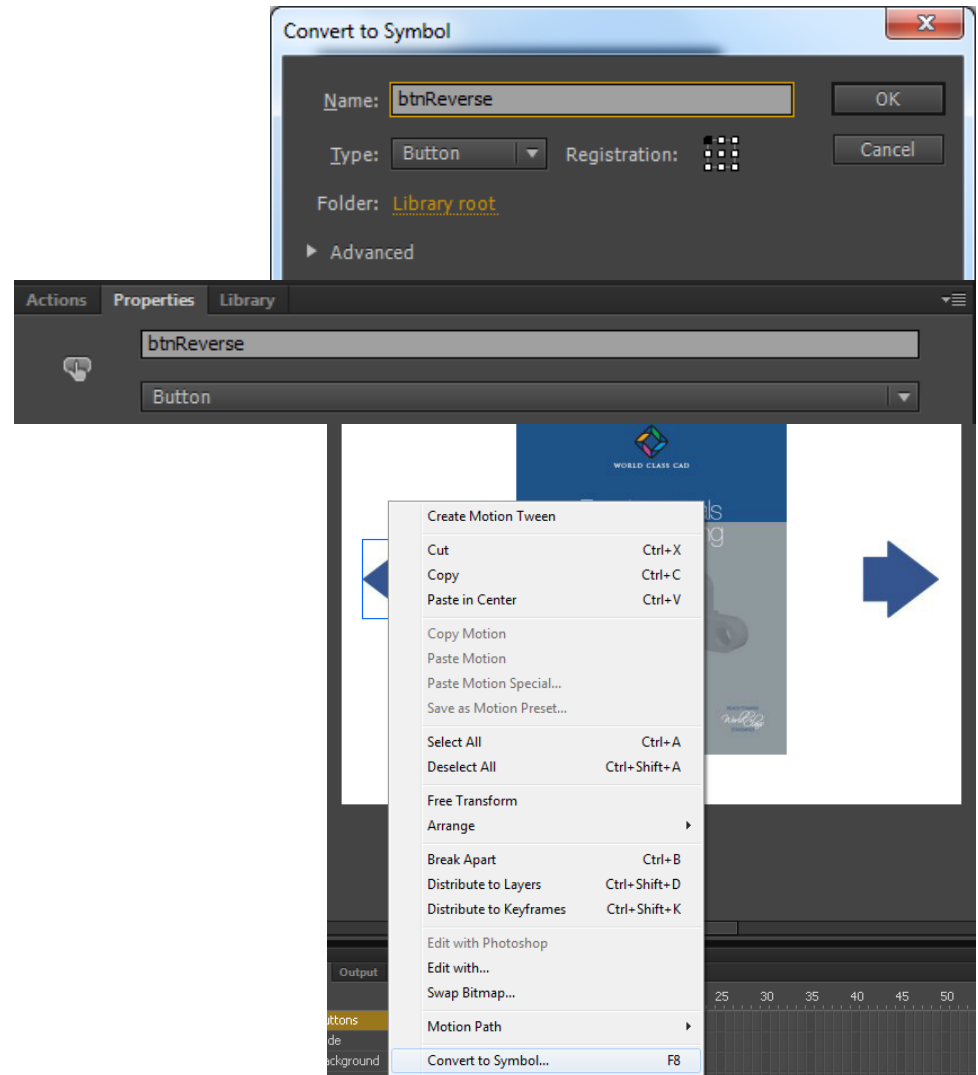 Convert to Symbol
Name: btnReverse OK
Type: Button Registration: Cancel
Folder: Library root
Advanced
Actions Properties Library
btnReverse
Button
WORLD CLASS CAD
Create Motion Tween
Cut Ctrl+X
Copy Ctrl+C
Paste in Center Ctrl+V
Copy Motion
Paste Motion
Paste Motion Special...
Save as Motion Preset...
Select All Ctrl+A
Deselect All Ctrl+Shift+A
Free Transform
Arrange
Break Apart Ctrl+B
Distribute to Layers Ctrl+Shift+D
Distribute to Keyframes Ctrl+Shift+K
Edit with Photoshop
Edit with...
Swap Bitmap...
Motion Path
Convert to Symbol... F8
Output
25 30 35 40 45 50
uttons
de
ackground
World Class